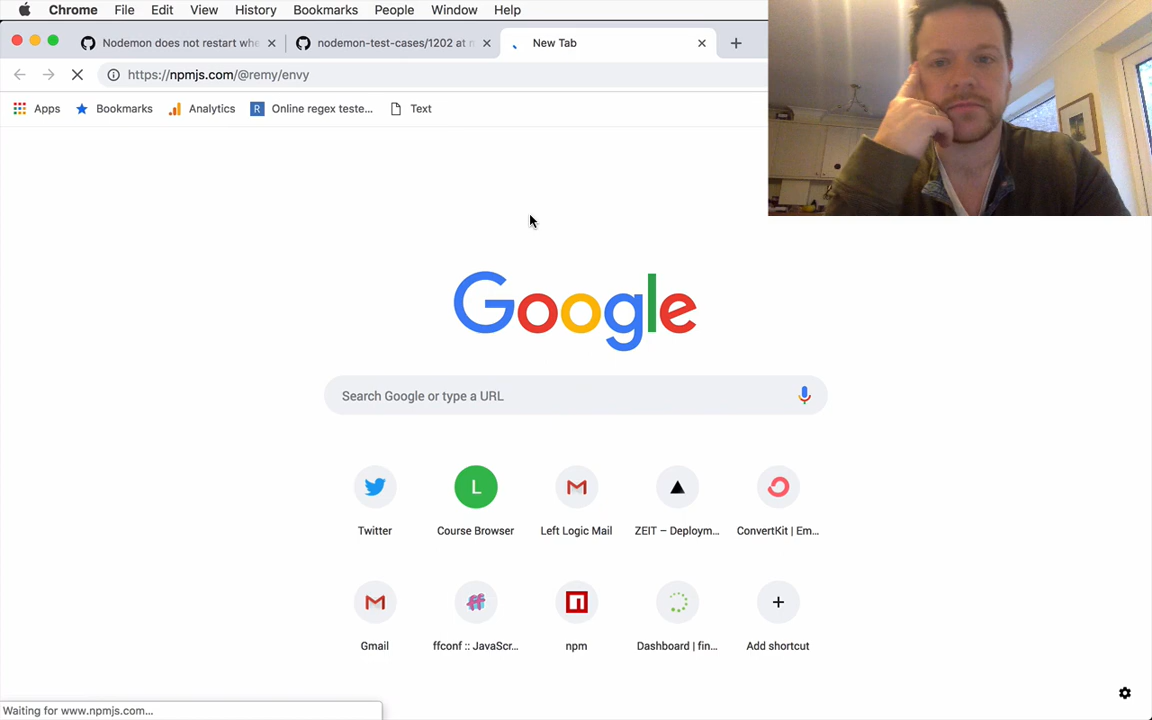 Chrome File Edit View History Bookmarks People Window Help
Nodemon does not restart whe
nodemon-test-cases/1202 at n
New Tab
https://npmjs.com/@remy/envy
Apps Bookmarks Analytics Online regex teste... Text
Google
Search Google or type a URL
L
Twitter Course Browser Left Logic Mail ZEIT – Deploym... ConvertKit | Em...
Gmail ffconf :: JavaScr... npm Dashboard | fin... Add shortcut
Waiting for www.npmjs.com...